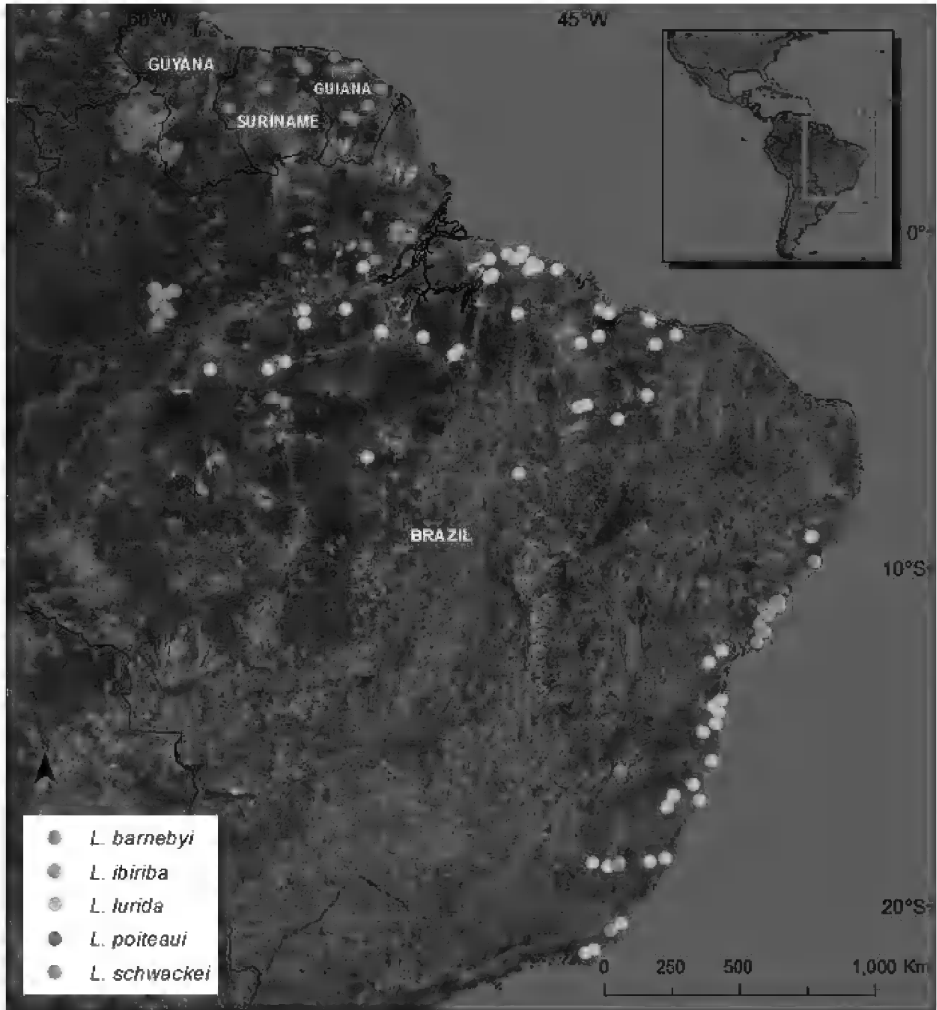 60°W 45°W
GUYANA
GUIANA
SURINAME
0°
BRAZIL
10°S
L. barnebyi
L. ibiriba
L. lurida
L. poiteaui
L. schwackei
20°S
0 250 500 1,000 Km